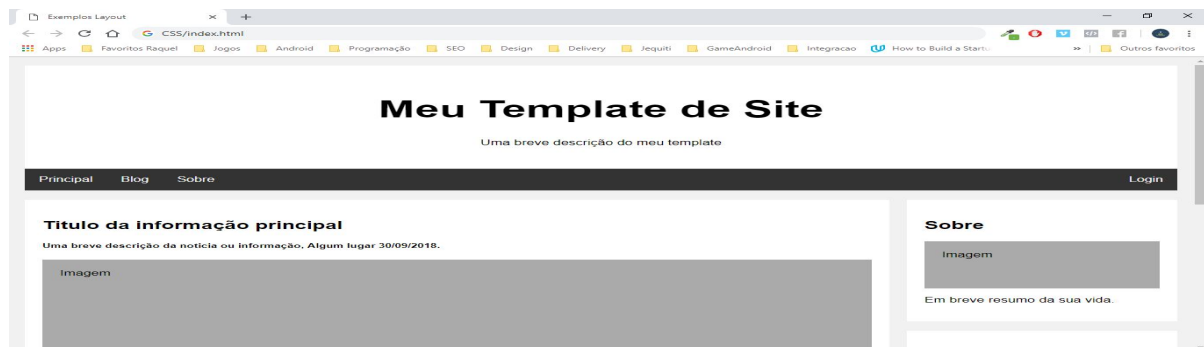 Exemplos Layout
CSS/index.html
Apps Favoritos Raquel Jogos Android Programação SEO Design Delivery Jequiti GameAndroid Integracao How to Build a Startu » Outros favoritos
Meu Template de Site
Uma breve descrição do meu template
Principal Blog Sobre Login
Titulo da informação principal
Uma breve descrição da noticia ou informação, Algum lugar 30/09/2018.
Imagem
Sobre
Imagem
Em breve resumo da sua vida.